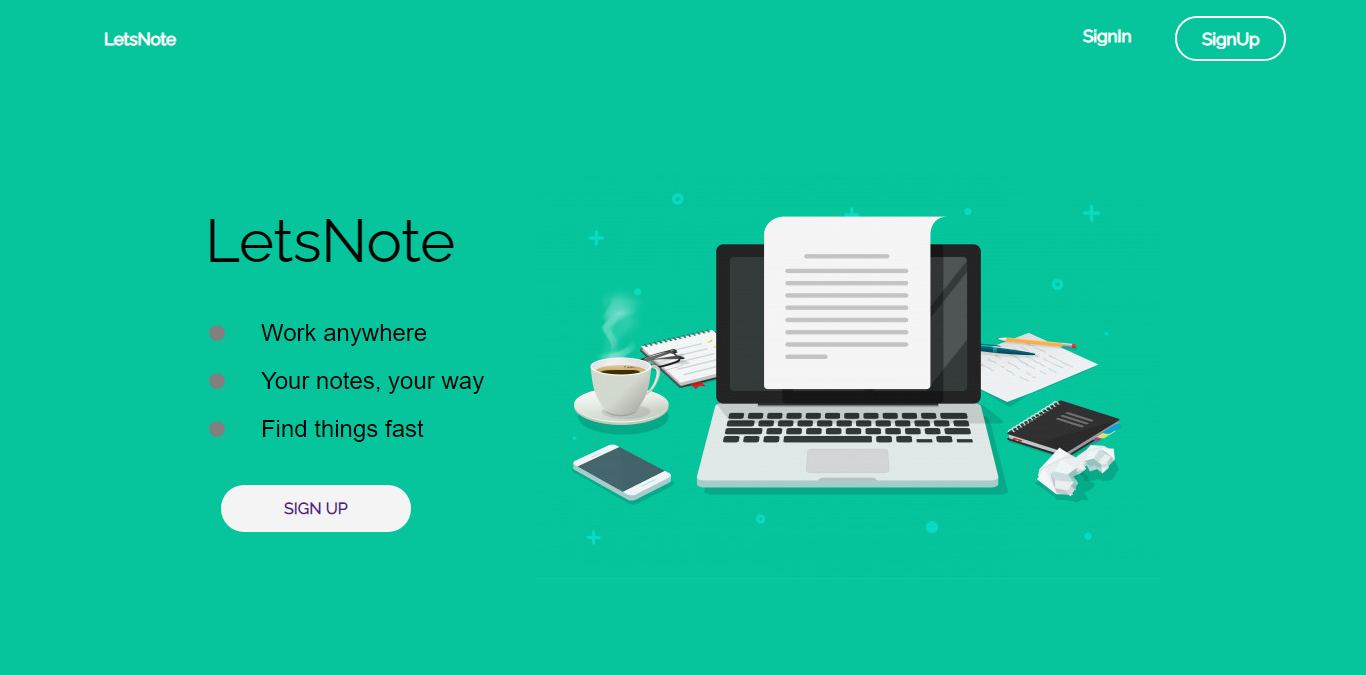 LetsNote
SignIn
SignUp
LetsNote
Work anywhere
Your notes, your way
Find things fast
SIGN UP